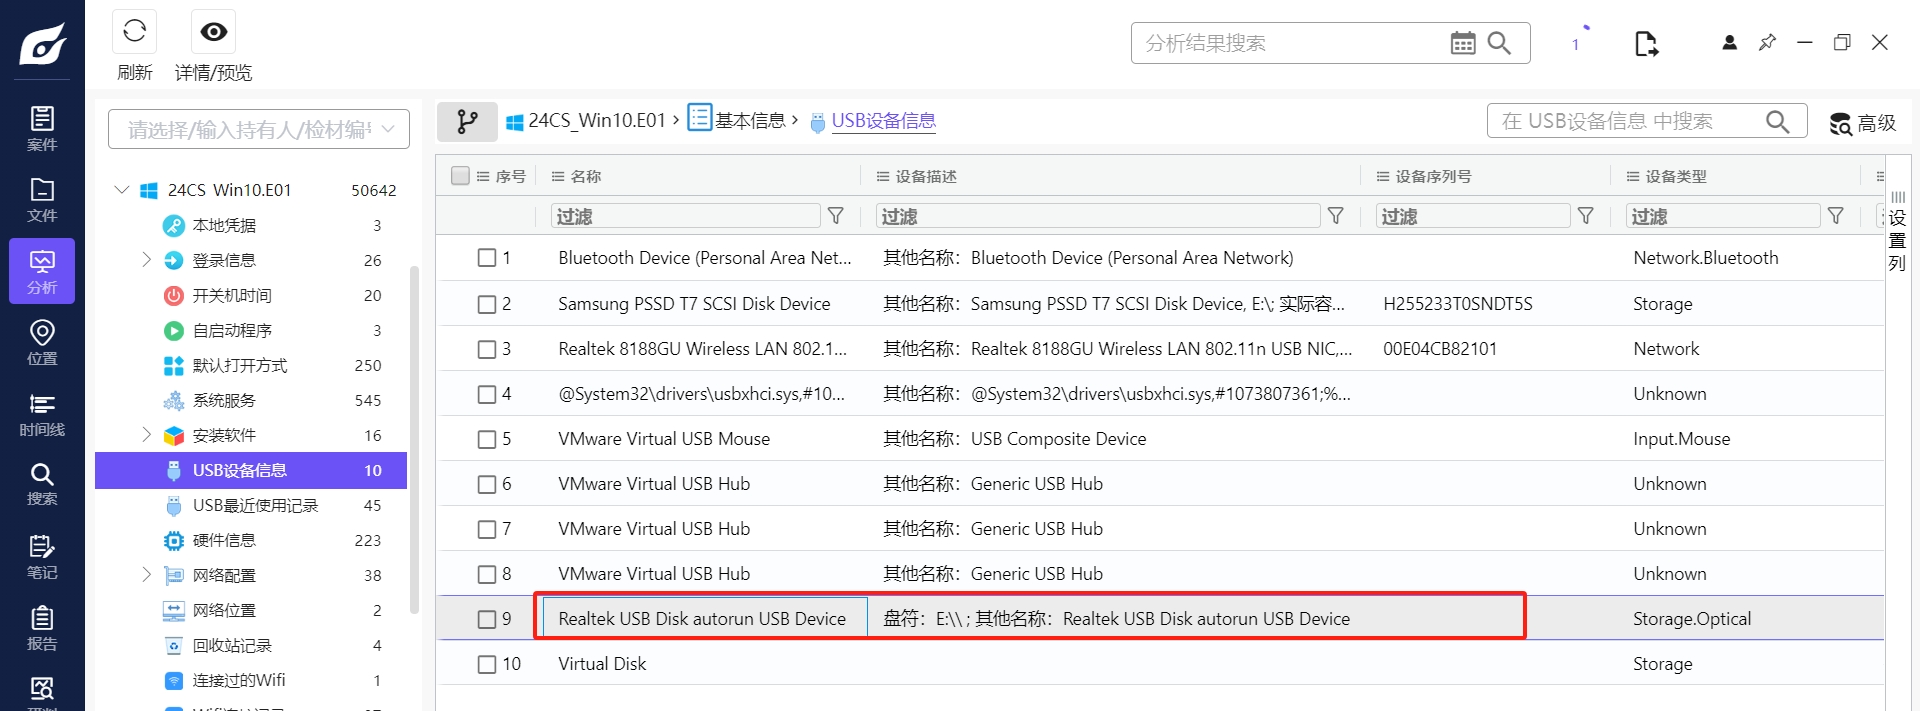 刷新
详情/预览
分析结果搜索
1
案件
文件
分析
位置
时间线
搜索
笔记
报告
请选择/输入持有人/检材编号
24CS_Win10.E01 50642
本地凭据 3
登录信息 26
开关机时间 20
自启动程序 3
默认打开方式 250
系统服务 545
安装软件 16
USB设备信息 10
USB最近使用记录 45
硬件信息 223
网络配置 38
网络位置 2
回收站记录 4
连接过的Wifi 1
24CS_Win10.E01 › 基本信息 › USB设备信息
在 USB设备信息 中搜索
高级
序号 名称 设备描述 设备序列号 设备类型
过滤 过滤 过滤 过滤
1 Bluetooth Device (Personal Area Net... 其他名称：Bluetooth Device (Personal Area Network) Network.Bluetooth
2 Samsung PSSD T7 SCSI Disk Device 其他名称：Samsung PSSD T7 SCSI Disk Device, E:\; 实际容... H255233T0SNDT5S Storage
3 Realtek 8188GU Wireless LAN 802.1... 其他名称：Realtek 8188GU Wireless LAN 802.11n USB NIC,... 00E04CB82101 Network
4 @System32\drivers\usbxhci.sys,#10... 其他名称：@System32\drivers\usbxhci.sys,#1073807361;%... Unknown
5 VMware Virtual USB Mouse 其他名称：USB Composite Device Input.Mouse
6 VMware Virtual USB Hub 其他名称：Generic USB Hub Unknown
7 VMware Virtual USB Hub 其他名称：Generic USB Hub Unknown
8 VMware Virtual USB Hub 其他名称：Generic USB Hub Unknown
9 Realtek USB Disk autorun USB Device 盘符：E:\\ ; 其他名称：Realtek USB Disk autorun USB Device Storage.Optical
10 Virtual Disk Storage
设置列